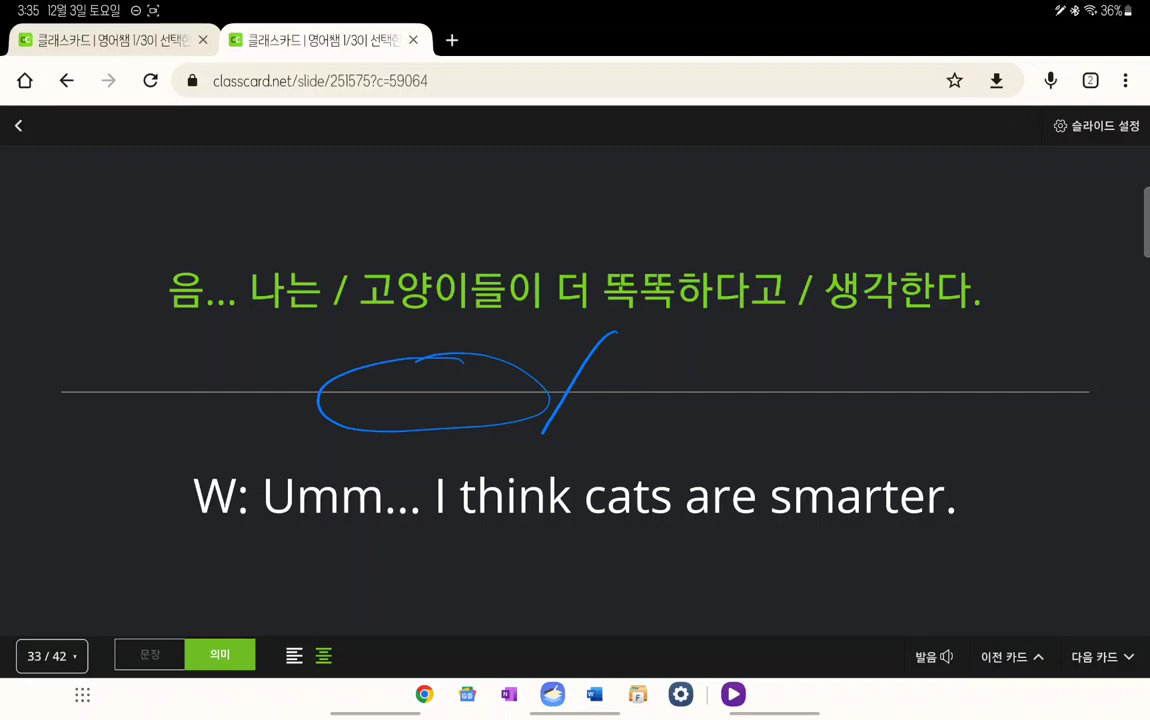 3:35 12월 3일 토요일 36%
클래스카드 | 영어쌤 1/3이 선택한 클래스카드 | 영어쌤 1/3이 선택한
classcard.net/slide/251575?c=59064 2
슬라이드 설정
음... 나는 / 고양이들이 더 똑똑하다고 / 생각한다.
W: Umm... I think cats are smarter.
33 / 42 문장 의미 발음 이전 카드 다음 카드